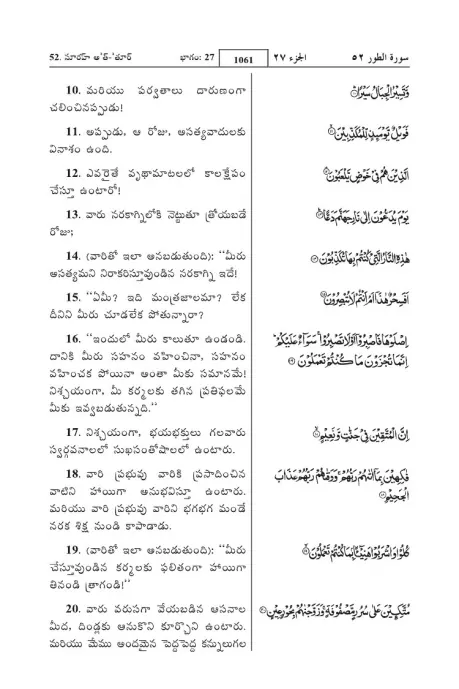 52. సూరహ్ అ'త్-'తూర్ భాగం: 27 1061 الجزء ٢٧ سورة الطور ٥٢
10. మరియు పర్వతాలు దారుణంగా
చలించినప్పుడు!
وَتَسِيرُ الْجِبَالُ سَيْرًا ۝
11. అప్పుడు, ఆ రోజు, అసత్యవాదులకు
వినాశం ఉంది.
فَوَيْلٌ يَوْمَئِذٍ لِلْمُكَذِّبِينَ ۝
12. ఎవరైతే వృథామాటలలో కాలక్షేపం
చేస్తూ ఉంటారో!
الَّذِينَ هُمْ فِي خَوْضٍ يَلْعَبُونَ ۝
13. వారు నరకాగ్నిలోకి నెట్టుతూ త్రోయబడే
రోజు;
يَوْمَ يُدَعُّونَ إِلَى نَارِ جَهَنَّمَ دَعًّا ۝
14. (వారితో ఇలా అనబడుతుంది): “మీరు
అసత్యమని నిరాకరిస్తూవుండిన నరకాగ్ని ఇదే!
هَذِهِ النَّارُ الَّتِي كُنْتُمْ بِهَا تُكَذِّبُونَ ۝
15. “ఏమీ? ఇది మంత్రజాలమా? లేక
దీనిని మీరు చూడలేక పోతున్నారా?
أَفَسِحْرٌ هَذَا أَمْ أَنْتُمْ لَا تُبْصِرُونَ ۝
16. “ఇందులో మీరు కాలుతూ ఉండండి.
దానికి మీరు సహనం వహించినా, సహనం
వహించక పోయినా అంతా మీకు సమానమే!
నిశ్చయంగా, మీ కర్మలకు తగిన ప్రతిఫలమే
మీకు ఇవ్వబడుతున్నది.“
اصْلَوْهَا فَاصْبِرُوا أَوْ لَا تَصْبِرُوا سَوَاءٌ عَلَيْكُمْ
إِنَّمَا تُجْزَوْنَ مَا كُنْتُمْ تَعْمَلُونَ ۝
17. నిశ్చయంగా, భయభక్తులు గలవారు
స్వర్గవనాలలో సుఖసంతోషాలలో ఉంటారు.
إِنَّ الْمُتَّقِينَ فِي جَنَّاتٍ وَنَعِيمٍ ۝
18. వారి ప్రభువు వారికి ప్రసాదించిన
వాటిని హాయిగా అనుభవిస్తూ ఉంటారు.
మరియు వారి ప్రభువు వారిని భగభగ మండే
నరక శిక్ష నుండి కాపాడాడు.
فَاكِهِينَ بِمَا آتَاهُمْ رَبُّهُمْ وَوَقَاهُمْ رَبُّهُمْ عَذَابَ
الْجَحِيمِ ۝
19. (వారితో ఇలా అనబడుతుంది): “మీరు
చేస్తూవుండిన కర్మలకు ఫలితంగా హాయిగా
తినండి త్రాగండి!“
كُلُوا وَاشْرَبُوا هَنِيئًا بِمَا كُنْتُمْ تَعْمَلُونَ ۝
20. వారు వరుసగా వేయబడిన ఆసనాల
మీద, దిండ్లకు ఆనుకొని కూర్చొని ఉంటారు.
మరియు మేము అందమైన పెద్దపెద్ద కన్నులుగల
مُتَّكِئِينَ عَلَى سُرُرٍ مَصْفُوفَةٍ وَزَوَّجْنَاهُمْ بِحُورٍ عِينٍ ۝